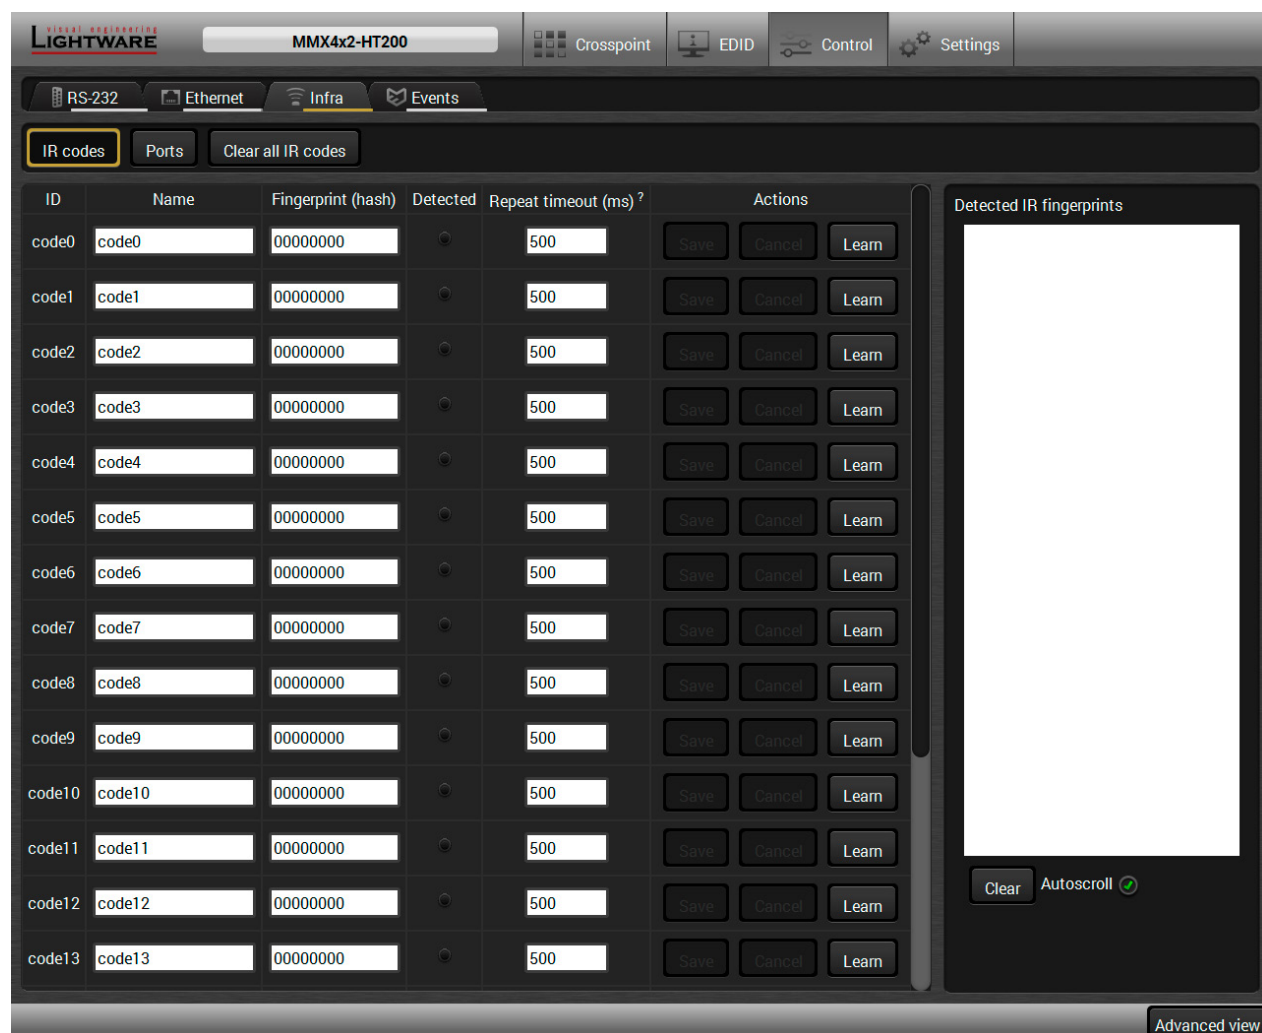 visual engineering
LIGHTWARE
MMX4x2-HT200
Crosspoint
EDID
Control
Settings
RS-232
Ethernet
Infra
Events
IR codes
Ports
Clear all IR codes
ID Name Fingerprint (hash) Detected Repeat timeout (ms) ? Actions
Detected IR fingerprints
code0 code0 00000000 500 Save Cancel Learn
code1 code1 00000000 500 Save Cancel Learn
code2 code2 00000000 500 Save Cancel Learn
code3 code3 00000000 500 Save Cancel Learn
code4 code4 00000000 500 Save Cancel Learn
code5 code5 00000000 500 Save Cancel Learn
code6 code6 00000000 500 Save Cancel Learn
code7 code7 00000000 500 Save Cancel Learn
code8 code8 00000000 500 Save Cancel Learn
code9 code9 00000000 500 Save Cancel Learn
code10 code10 00000000 500 Save Cancel Learn
code11 code11 00000000 500 Save Cancel Learn
code12 code12 00000000 500 Save Cancel Learn
code13 code13 00000000 500 Save Cancel Learn
Clear Autoscroll
Advanced view